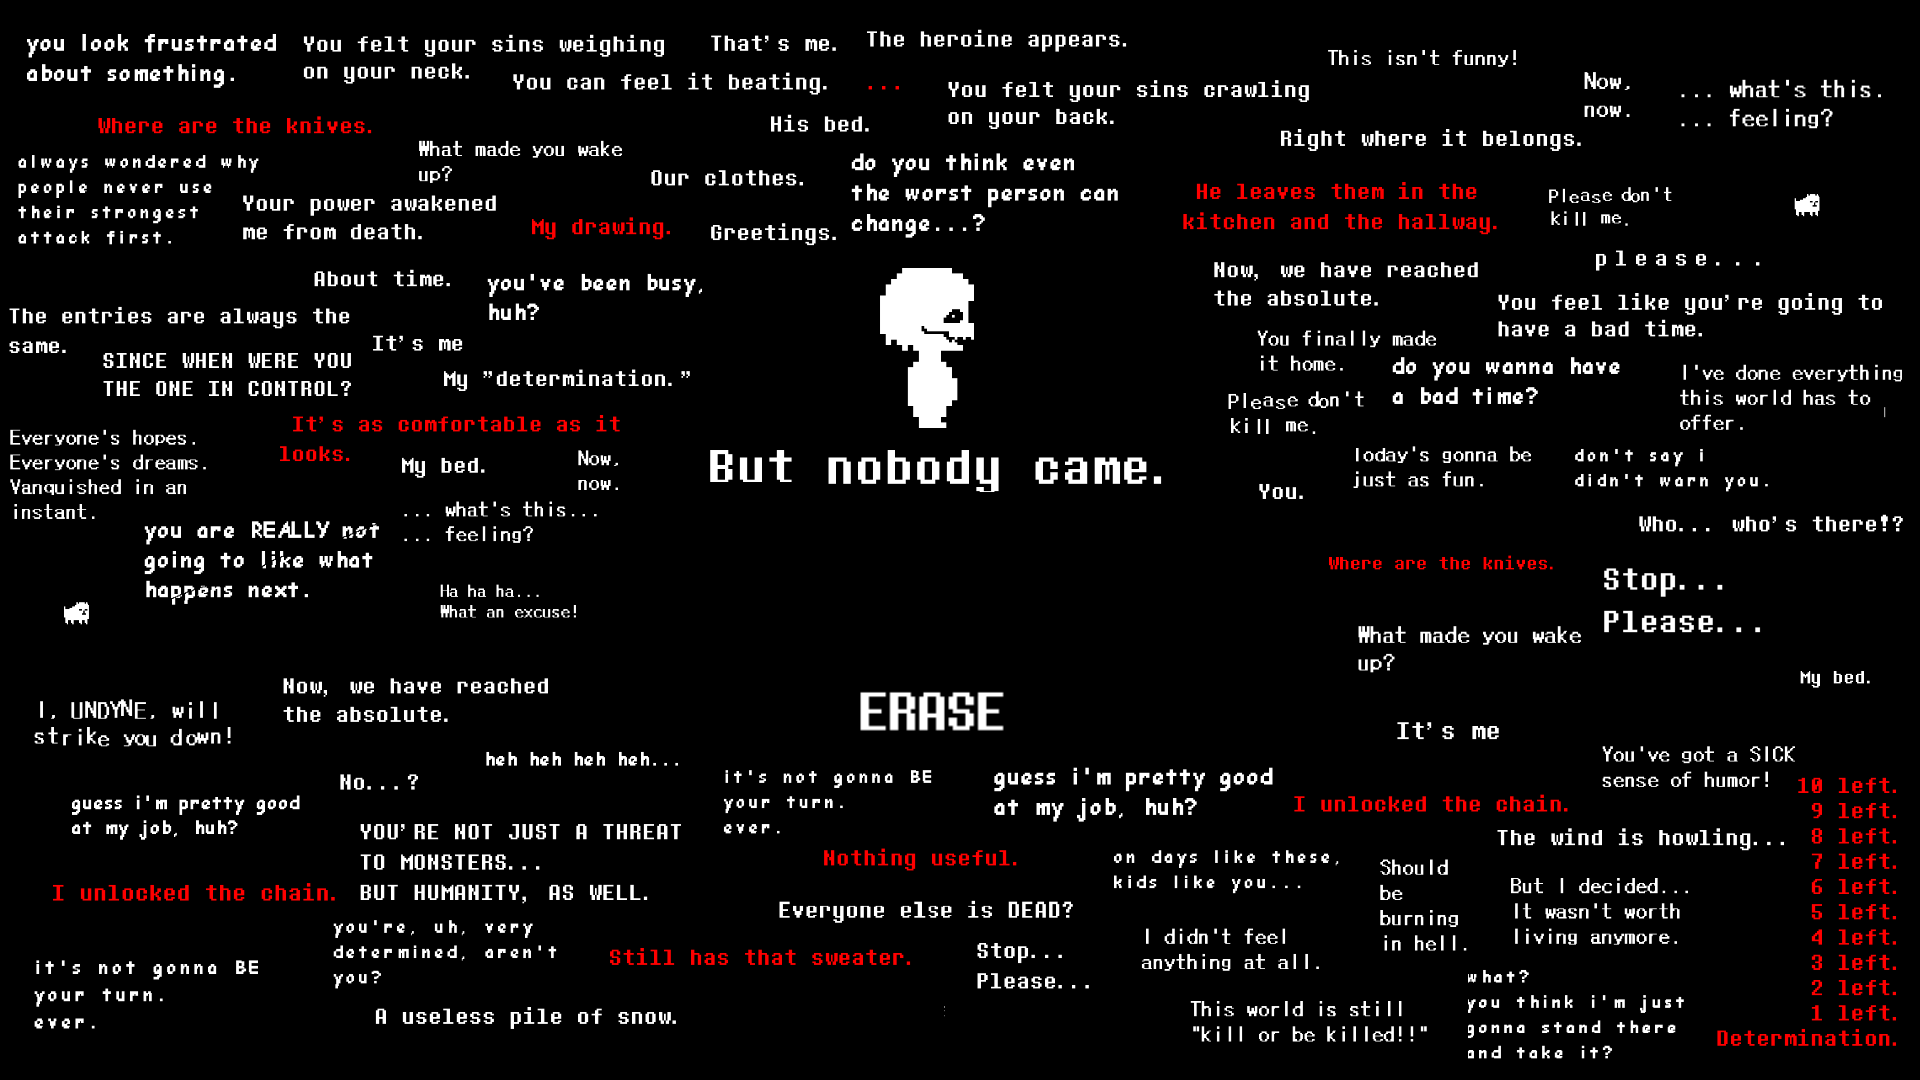 you look frustrated
about something.
You felt your sins weighing
on your neck.
That's me.
The heroine appears.
You can feel it beating.
...
You felt your sins crawling
on your back.
This isn't funny!
Now,
now.
... what's this.
... feeling?
Where are the knives.
His bed.
Right where it belongs.
always wondered why
people never use
their strongest
attack first.
What made you wake
up?
Our clothes.
do you think even
the worst person can
change...?
He leaves them in the
kitchen and the hallway.
Please don't
kill me.
Your power awakened
me from death.
My drawing.
Greetings.
please...
About time.
you've been busy,
huh?
Now, we have reached
the absolute.
You feel like you're going to
have a bad time.
The entries are always the
same.
It's me
SINCE WHEN WERE YOU
THE ONE IN CONTROL?
My "determination."
You finally made
it home.
do you wanna have
a bad time?
I've done everything
this world has to
offer.
Please don't
kill me.
Everyone's hopes.
Everyone's dreams.
Vanquished in an
instant.
It's as comfortable as it
looks.
My bed.
Now,
now.
But nobody came.
Today's gonna be
just as fun.
don't say i
didn't warn you.
You.
... what's this...
... feeling?
you are REALLY not
going to like what
happens next.
Who... who's there!?
Where are the knives.
Stop...
Please...
Ha ha ha...
What an excuse!
What made you wake
up?
My bed.
Now, we have reached
the absolute.
I, UNDYNE, will
strike you down!
ERASE
It's me
heh heh heh heh...
No...?
it's not gonna BE
your turn.
ever.
guess i'm pretty good
at my job, huh?
You've got a SICK
sense of humor!
guess i'm pretty good
at my job, huh?
I unlocked the chain.
10 left.
9 left.
8 left.
7 left.
6 left.
5 left.
4 left.
3 left.
2 left.
1 left.
Determination.
YOU'RE NOT JUST A THREAT
TO MONSTERS...
BUT HUMANITY, AS WELL.
The wind is howling...
Nothing useful.
on days like these,
kids like you...
Should
be
burning
in hell.
But I decided...
It wasn't worth
living anymore.
I unlocked the chain.
Everyone else is DEAD?
you're, uh, very
determined, aren't
you?
Still has that sweater.
Stop...
Please...
I didn't feel
anything at all.
it's not gonna BE
your turn.
ever.
A useless pile of snow.
This world is still
"kill or be killed!!"
what?
you think i'm just
gonna stand there
and take it?